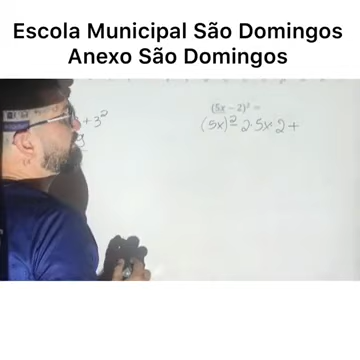 Escola Municipal São Domingos
Anexo São Domingos
(5x - 2)² =
+ 3²
(5x)² - 2·5x·2 +